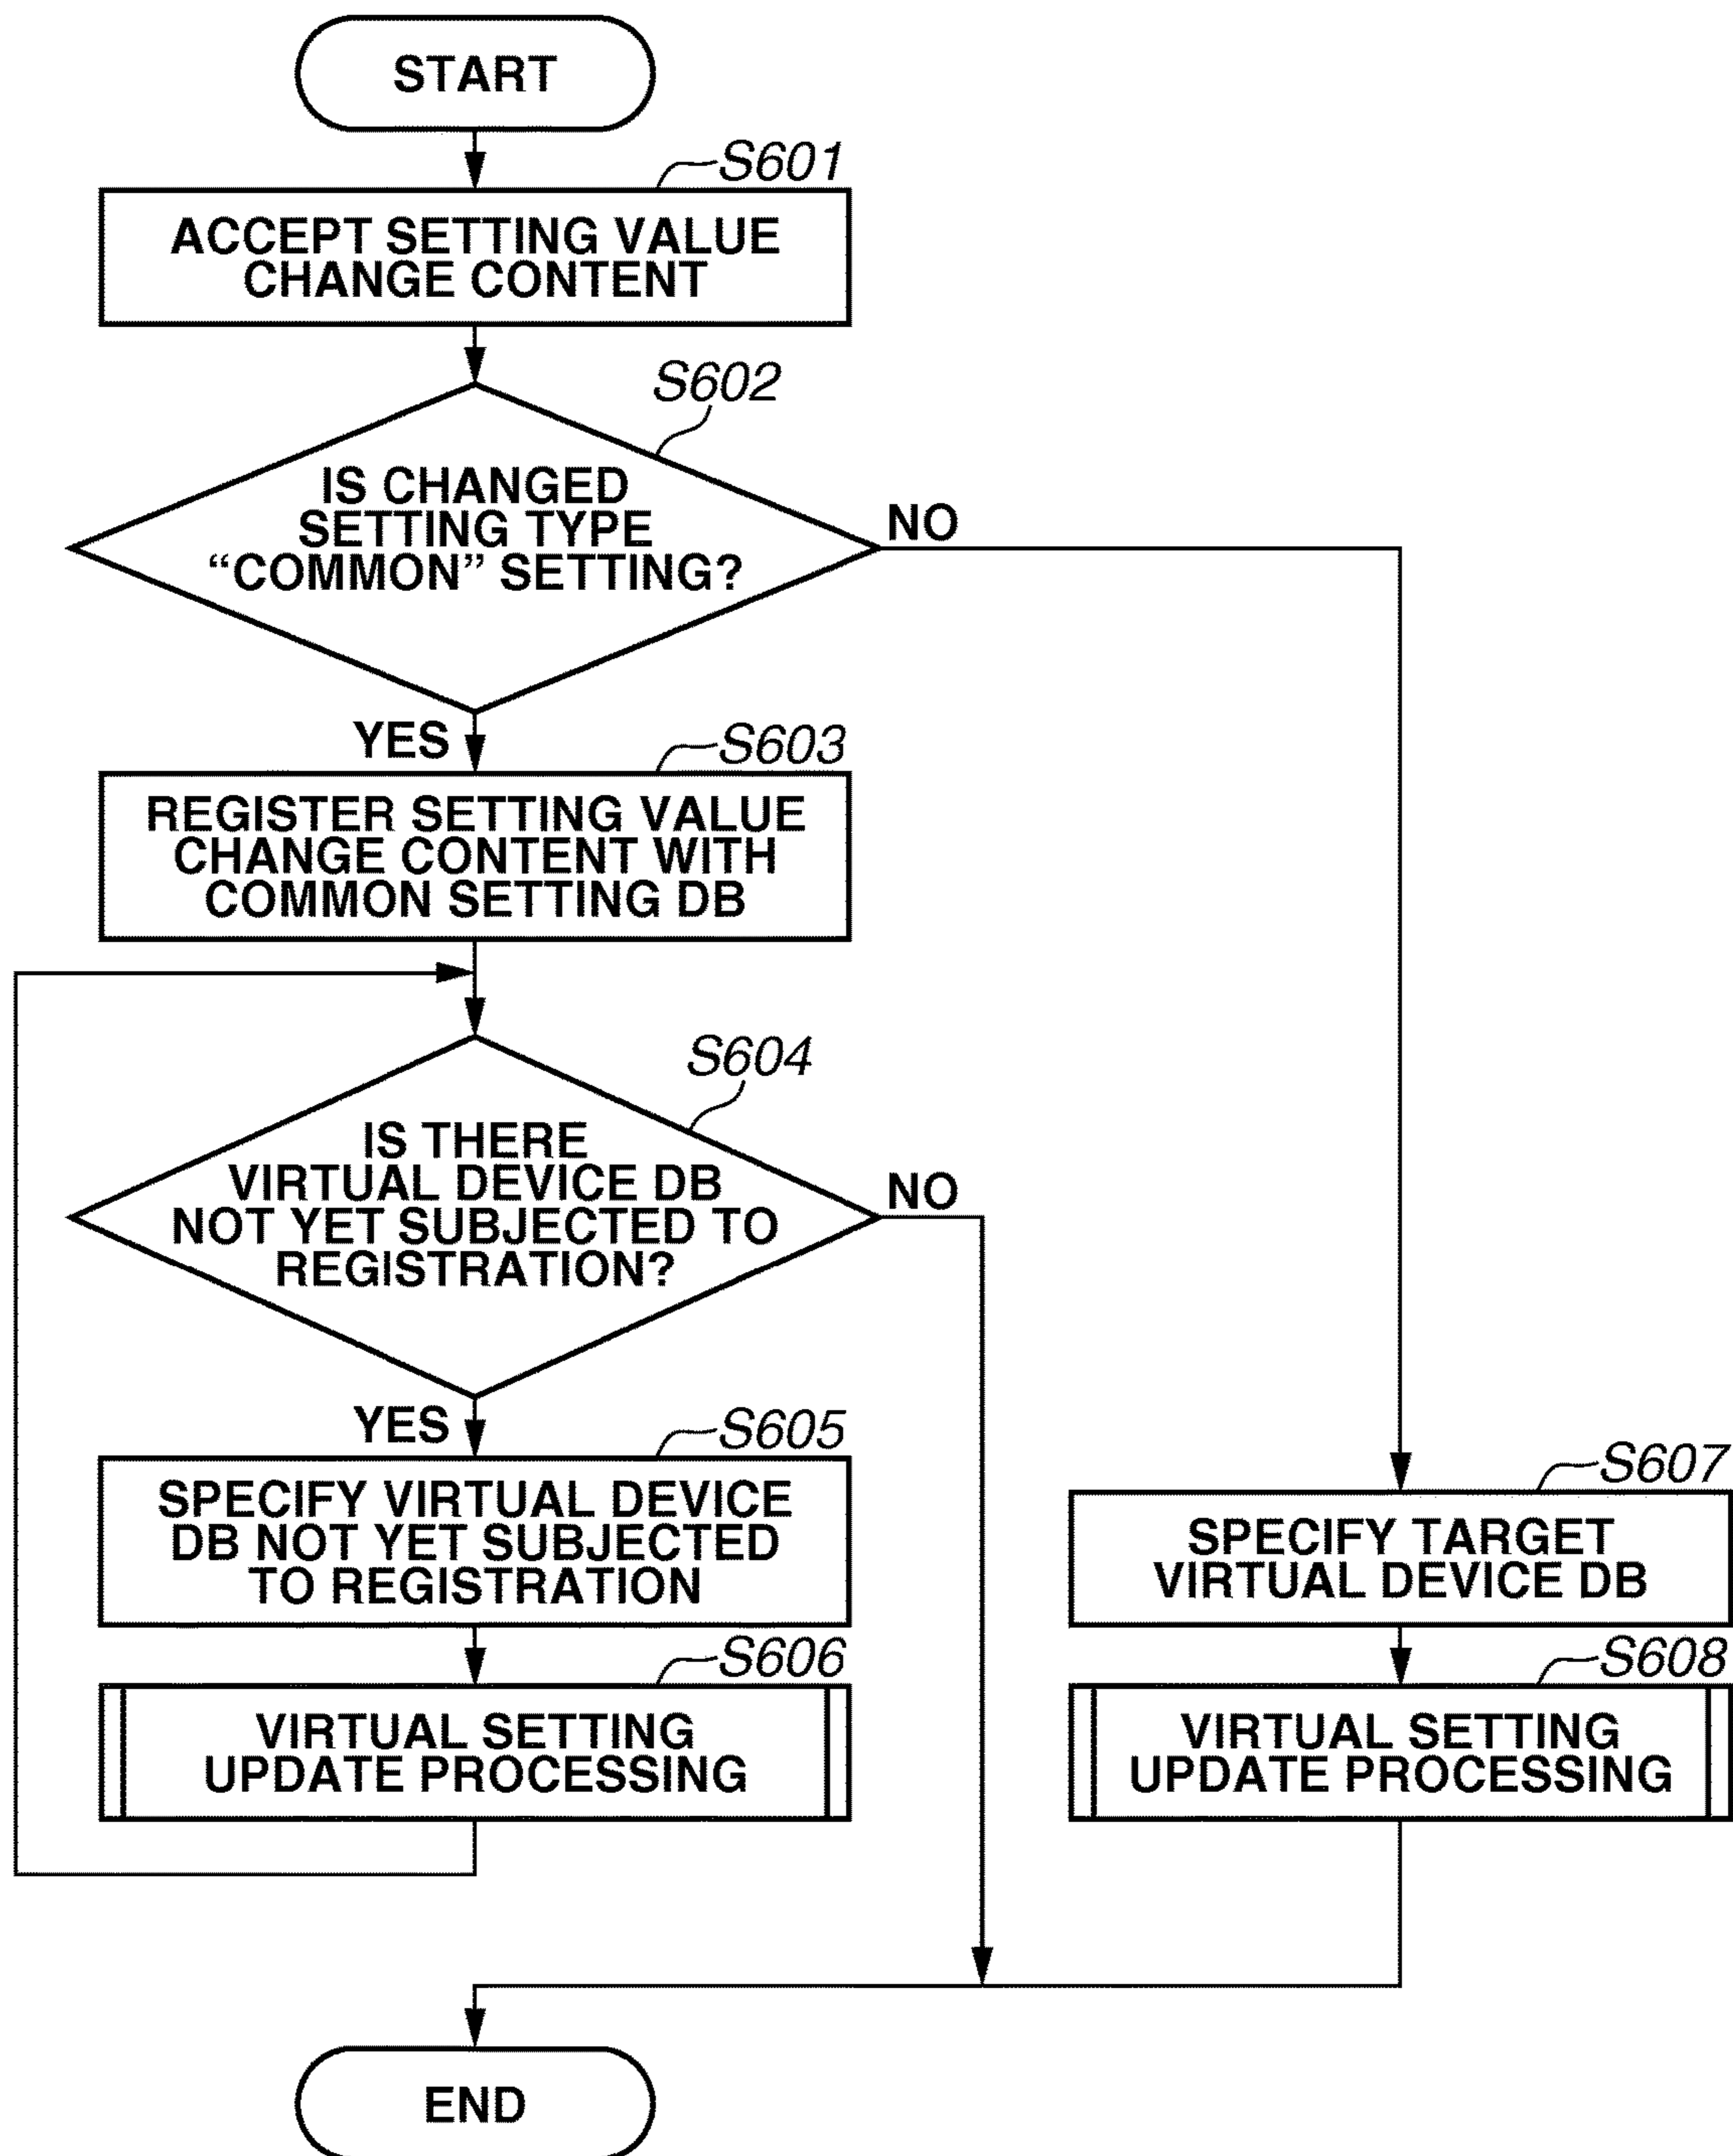 START
S601
ACCEPT SETTING VALUE
CHANGE CONTENT
S602
IS CHANGED
SETTING TYPE
“COMMON” SETTING?
NO
YES
S603
REGISTER SETTING VALUE
CHANGE CONTENT WITH
COMMON SETTING DB
S604
IS THERE
VIRTUAL DEVICE DB
NOT YET SUBJECTED TO
REGISTRATION?
NO
YES
S605
SPECIFY VIRTUAL DEVICE
DB NOT YET SUBJECTED
TO REGISTRATION
S606
VIRTUAL SETTING
UPDATE PROCESSING
S607
SPECIFY TARGET
VIRTUAL DEVICE DB
S608
VIRTUAL SETTING
UPDATE PROCESSING
END